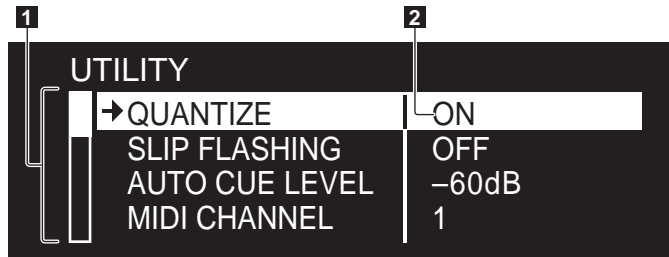 1 2
UTILITY
→QUANTIZE ON
SLIP FLASHING OFF
AUTO CUE LEVEL –60dB
MIDI CHANNEL 1